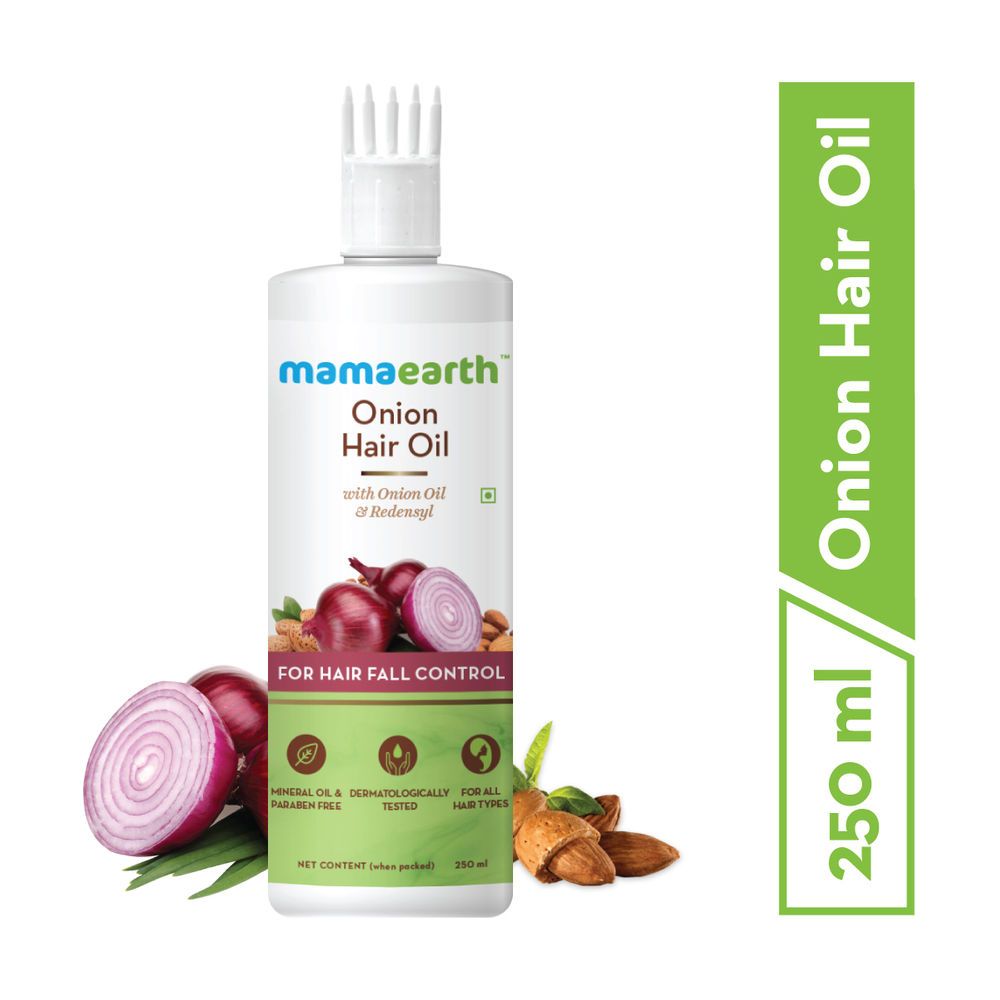 mamaearth™
Onion
Hair Oil
with Onion Oil
& Redensyl
FOR HAIR FALL CONTROL
MINERAL OIL &
PARABEN FREE
DERMATOLOGICALLY
TESTED
FOR ALL
HAIR TYPES
NET CONTENT (when packed) 250 ml
Onion Hair Oil
250 ml